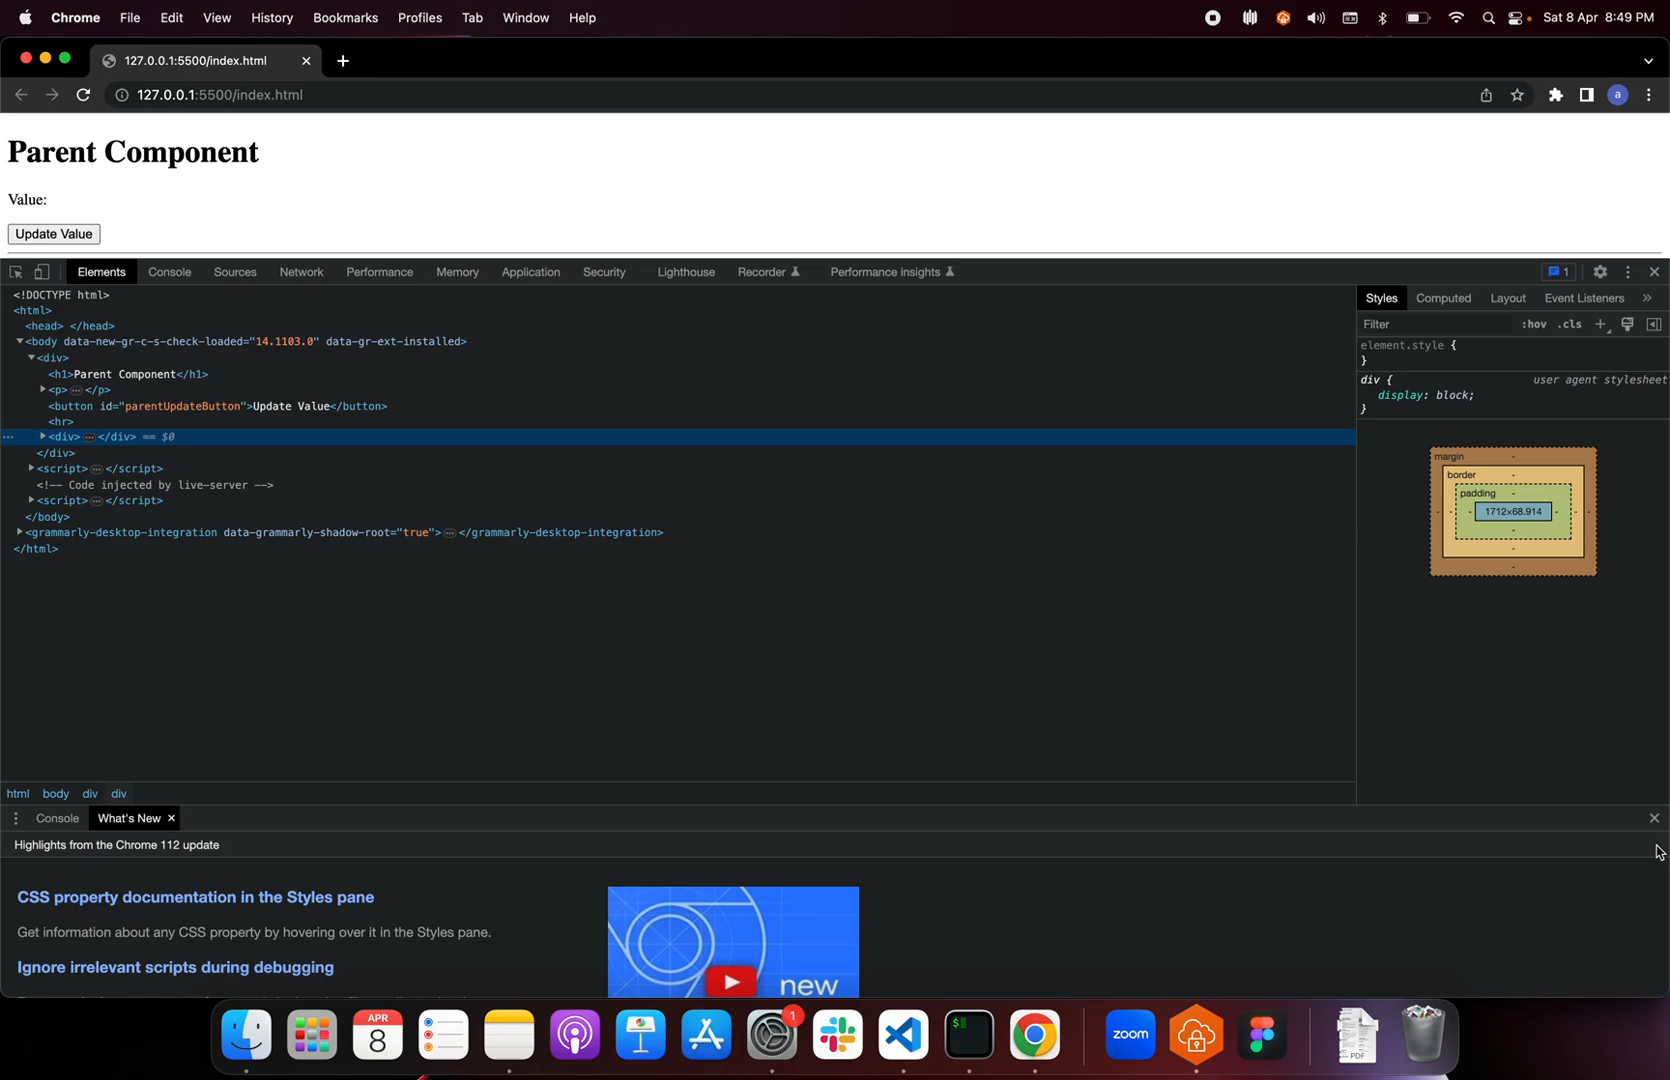 Chrome File Edit View History Bookmarks Profiles Tab Window Help Sat 8 Apr 8:49 PM
127.0.0.1:5500/index.html
127.0.0.1:5500/index.html a
Parent Component
Value:
Update Value
Elements Console Sources Network Performance Memory Application Security Lighthouse Recorder Performance insights 1
<!DOCTYPE html>
<html>
<head> </head>
<body data-new-gr-c-s-check-loaded="14.1103.0" data-gr-ext-installed>
<div>
<h1>Parent Component</h1>
<p> … </p>
<button id="parentUpdateButton">Update Value</button>
<hr>
… <div> … </div> == $0
</div>
<script> … </script>
<!-- Code injected by live-server -->
<script> … </script>
</body>
<grammarly-desktop-integration data-grammarly-shadow-root="true"> … </grammarly-desktop-integration>
</html>
Styles Computed Layout Event Listeners »
Filter :hov .cls +
element.style {
}
div { user agent stylesheet
display: block;
}
margin -
border -
padding -
- - - 1712×68.914 - - -
-
-
-
html body div div
Console What's New ×
Highlights from the Chrome 112 update
CSS property documentation in the Styles pane
Get information about any CSS property by hovering over it in the Styles pane.
Ignore irrelevant scripts during debugging
new
APR
8
1
$
zoom
PDF